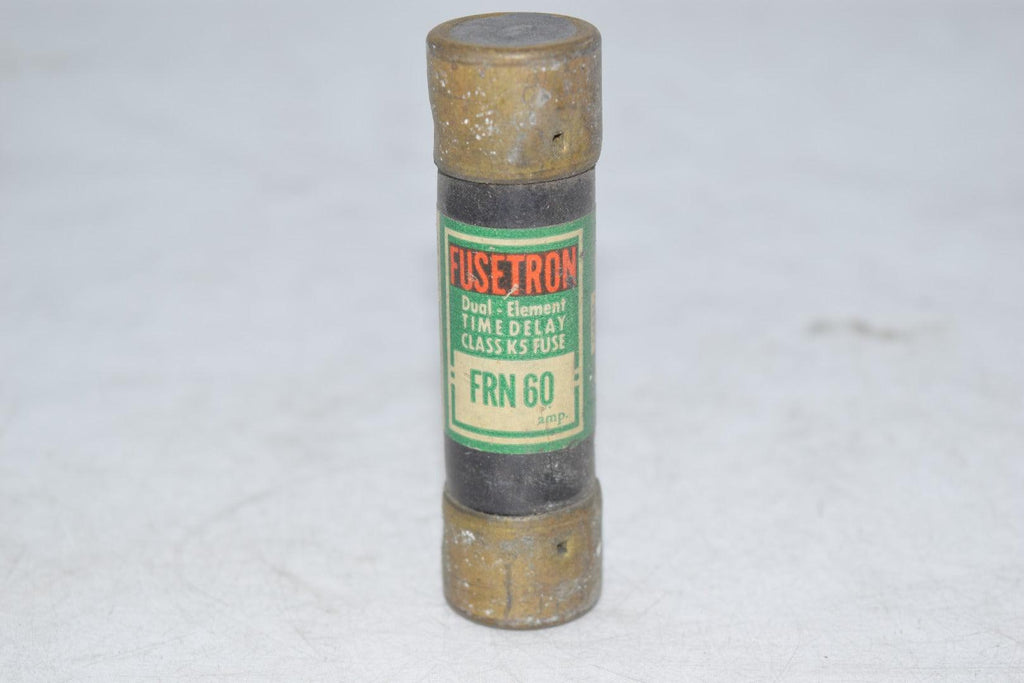 FUSETRON
Dual - Element
TIME DELAY
CLASS K5 FUSE
FRN 60
amp.